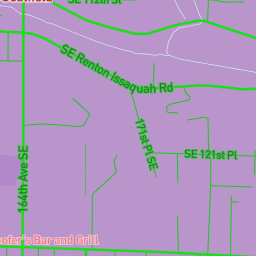 SE 112th St
SE Renton Issaquah Rd
171st Pl SE
SE 121st Pl
164th Ave SE
ofer's Bar and Grill